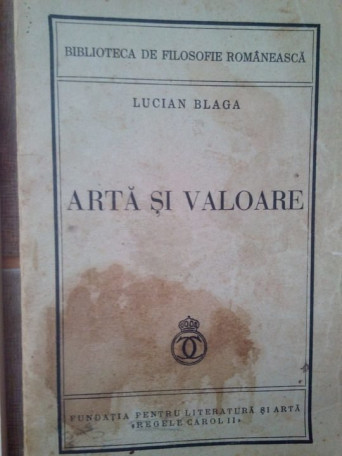 BIBLIOTECA DE FILOSOFIE ROMÂNEASCĂ
LUCIAN BLAGA
ARTĂ ȘI VALOARE
FUNDAȚIA PENTRU LITERATURĂ ȘI ARTĂ
«REGELE CAROL II»